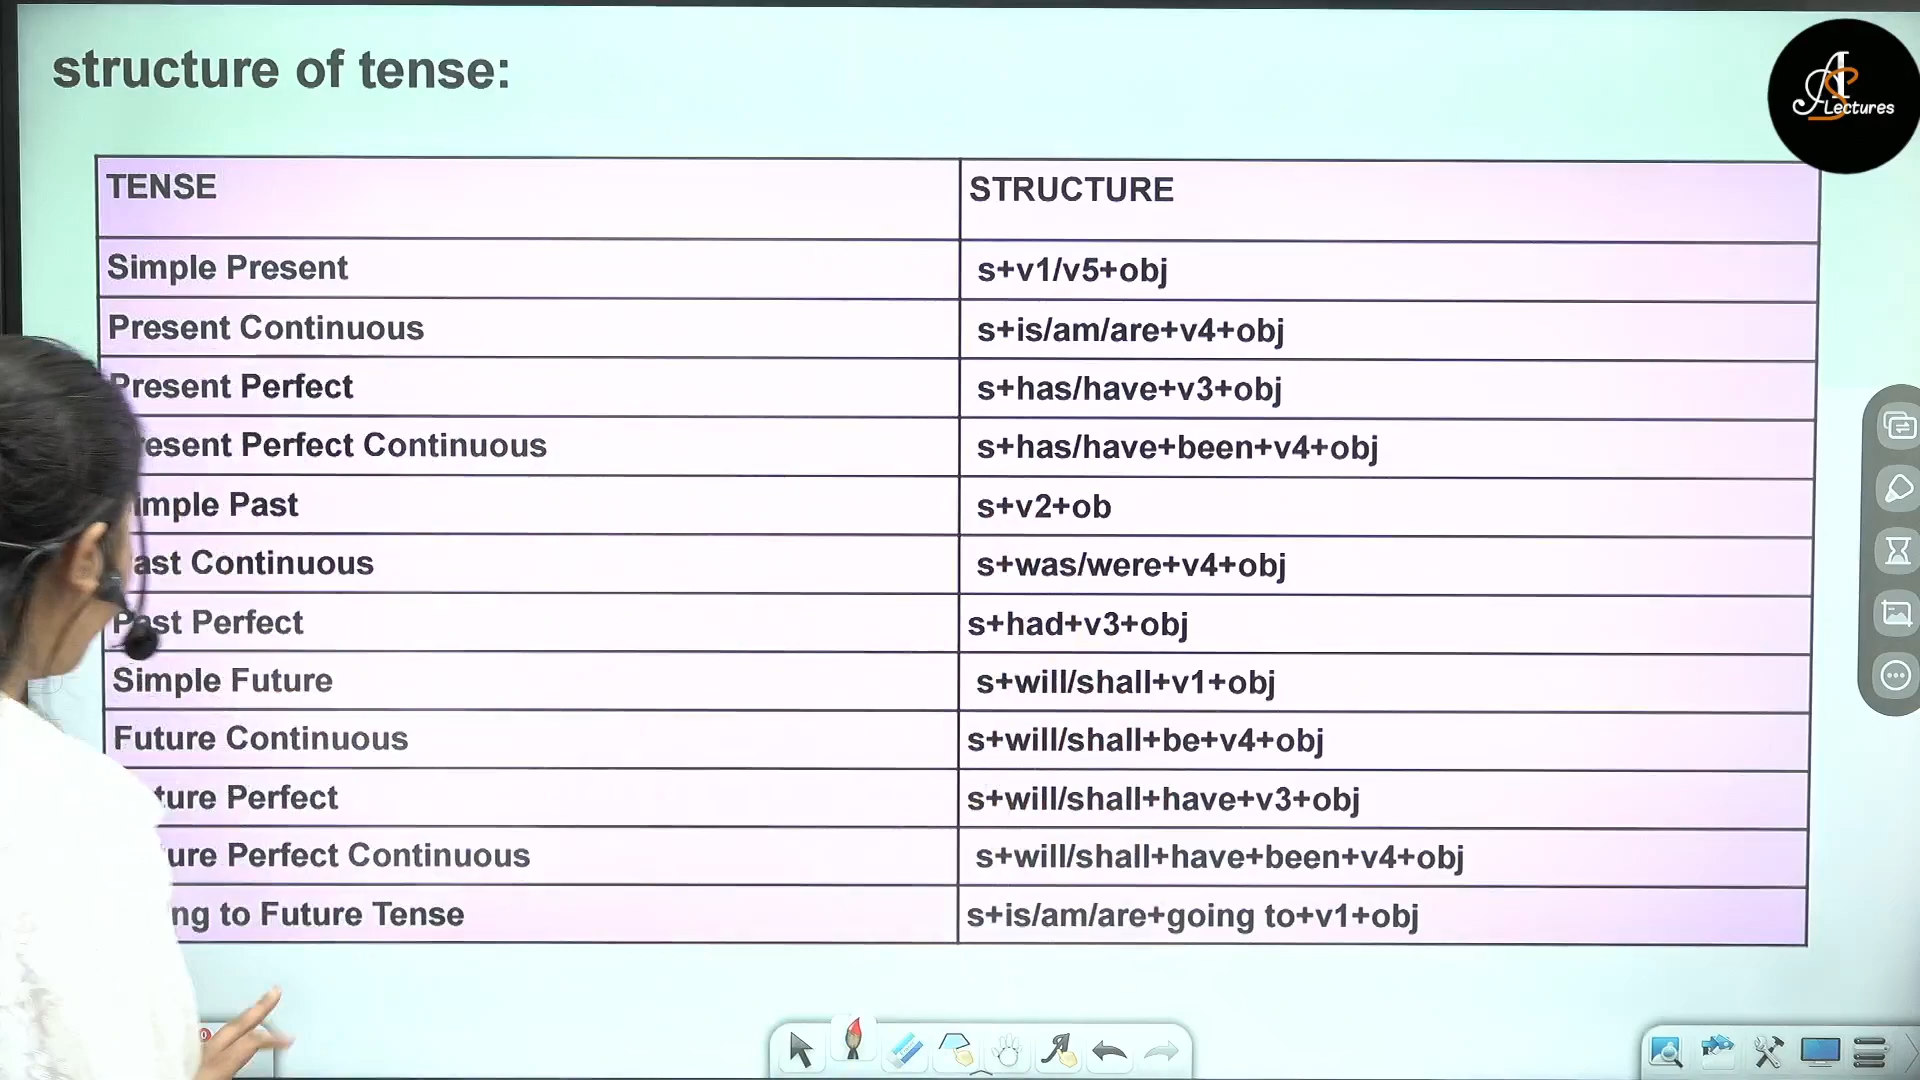 structure of tense:
AS Lectures
TENSE STRUCTURE
Simple Present s+v1/v5+obj
Present Continuous s+is/am/are+v4+obj
Present Perfect s+has/have+v3+obj
resent Perfect Continuous s+has/have+been+v4+obj
imple Past s+v2+ob
ast Continuous s+was/were+v4+obj
Past Perfect s+had+v3+obj
Simple Future s+will/shall+v1+obj
Future Continuous s+will/shall+be+v4+obj
ture Perfect s+will/shall+have+v3+obj
ure Perfect Continuous s+will/shall+have+been+v4+obj
ng to Future Tense s+is/am/are+going to+v1+obj